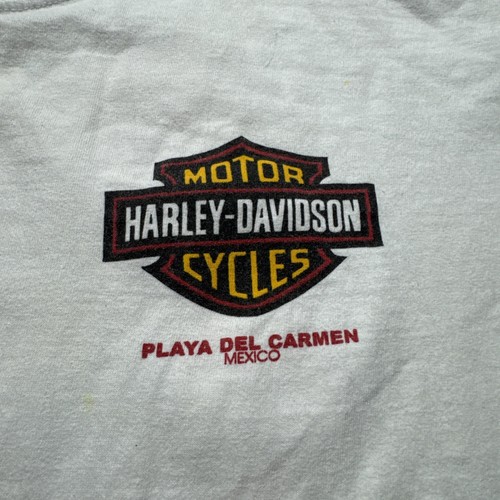 MOTOR
HARLEY-DAVIDSON
CYCLES
PLAYA DEL CARMEN
MEXICO